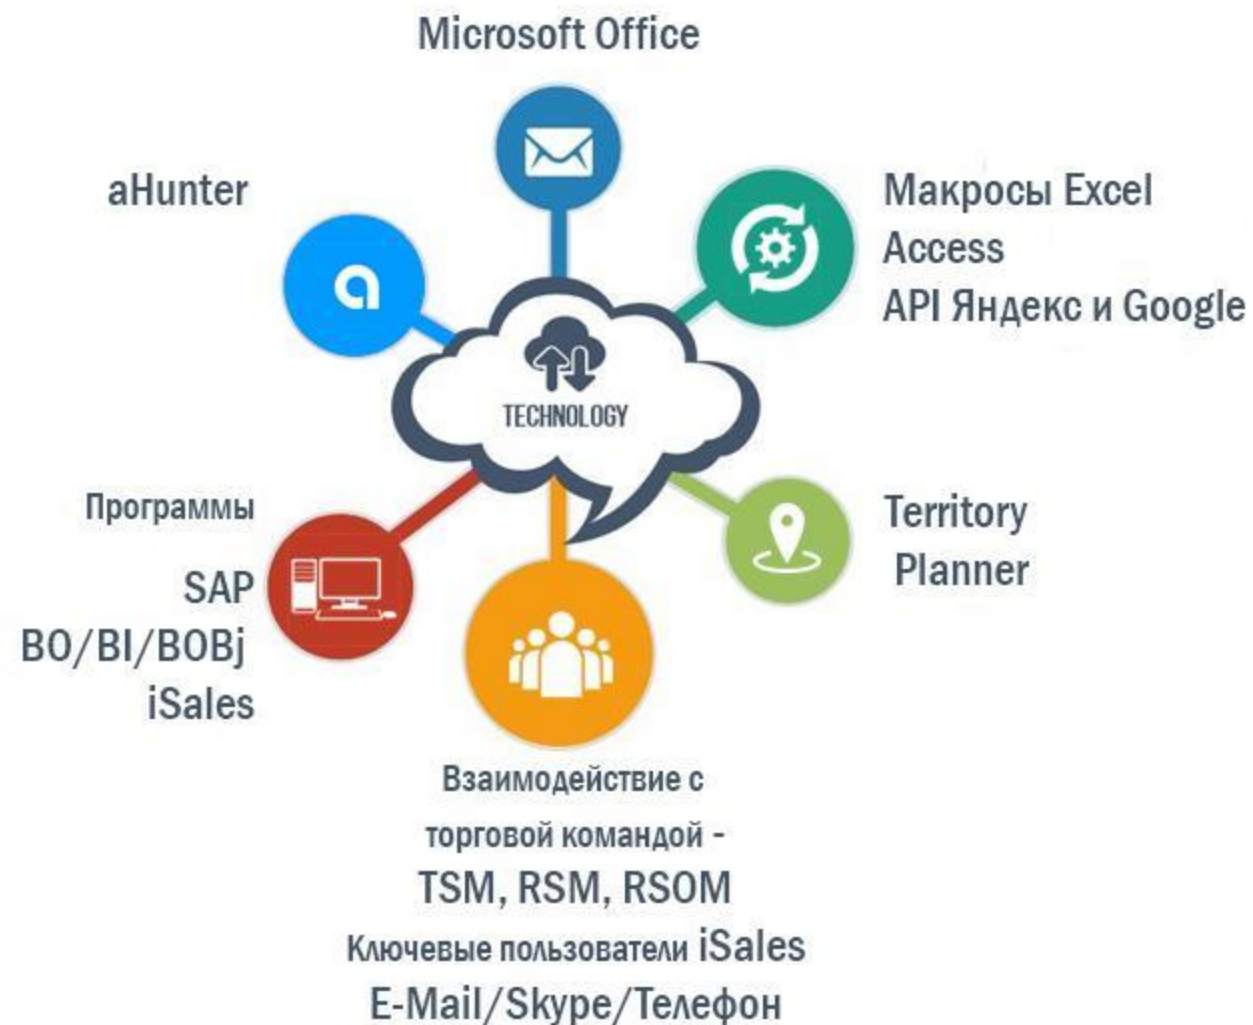 Microsoft Office
aHunter
Макросы Excel
Access
API Яндекс и Google
a
TECHNOLOGY
Программы
SAP
BO/BI/BOBj
iSales
Territory
Planner
Взаимодействие с
торговой командой -
TSM, RSM, RSOM
Ключевые пользователи iSales
E-Mail/Skype/Телефон